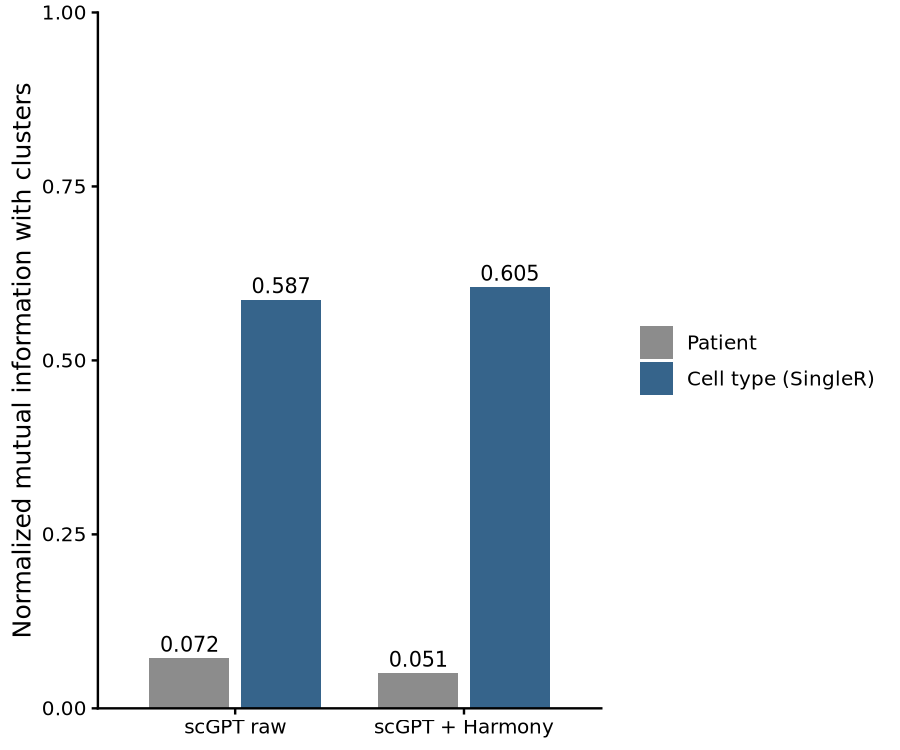 Normalized mutual information with clusters
1.00
0.75
0.50
0.25
0.00
0.072
0.587
0.051
0.605
scGPT raw
scGPT + Harmony
Patient
Cell type (SingleR)